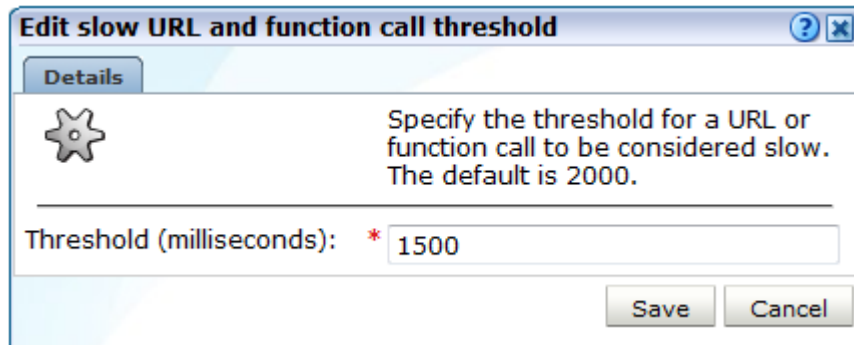 Edit slow URL and function call threshold
?
Details
Specify the threshold for a URL or
function call to be considered slow.
The default is 2000.
Threshold (milliseconds): * 1500
Save Cancel